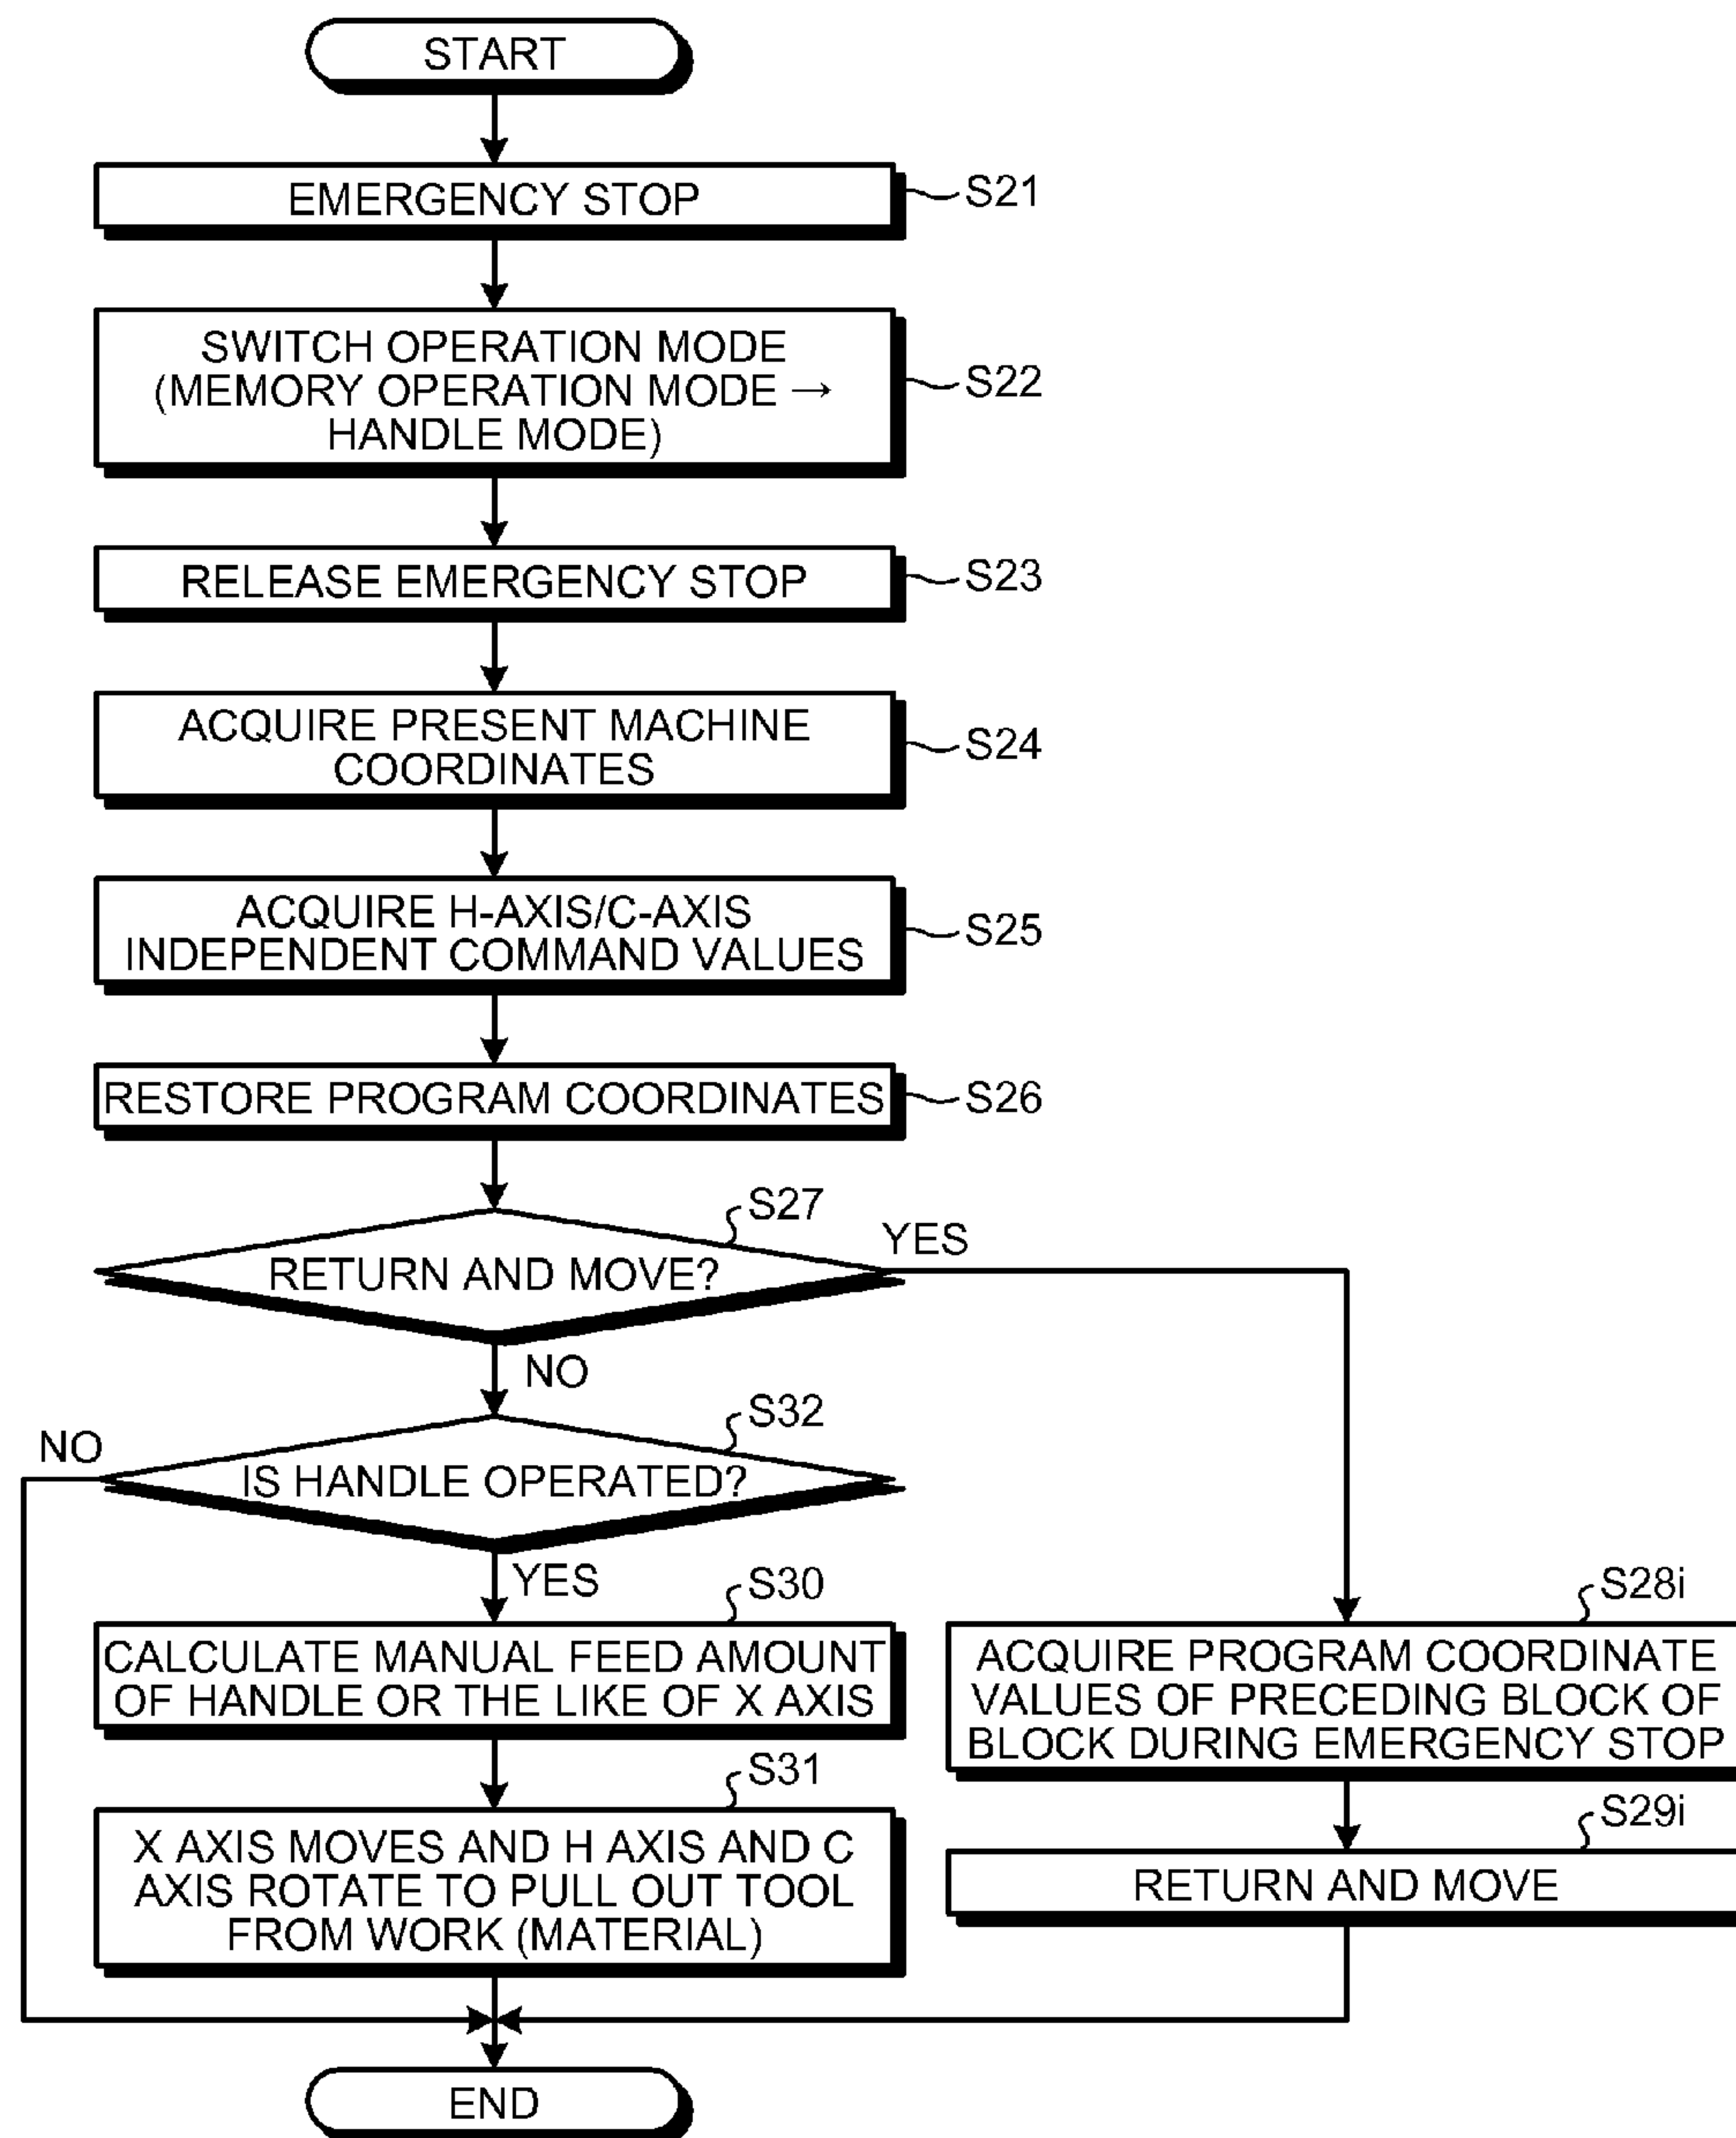 START
EMERGENCY STOP
S21
SWITCH OPERATION MODE
(MEMORY OPERATION MODE →
HANDLE MODE)
S22
RELEASE EMERGENCY STOP
S23
ACQUIRE PRESENT MACHINE
COORDINATES
S24
ACQUIRE H-AXIS/C-AXIS
INDEPENDENT COMMAND VALUES
S25
RESTORE PROGRAM COORDINATES
S26
S27
RETURN AND MOVE?
YES
NO
S32
IS HANDLE OPERATED?
NO
YES
S30
CALCULATE MANUAL FEED AMOUNT
OF HANDLE OR THE LIKE OF X AXIS
S31
X AXIS MOVES AND H AXIS AND C
AXIS ROTATE TO PULL OUT TOOL
FROM WORK (MATERIAL)
S28i
ACQUIRE PROGRAM COORDINATE
VALUES OF PRECEDING BLOCK OF
BLOCK DURING EMERGENCY STOP
S29i
RETURN AND MOVE
END